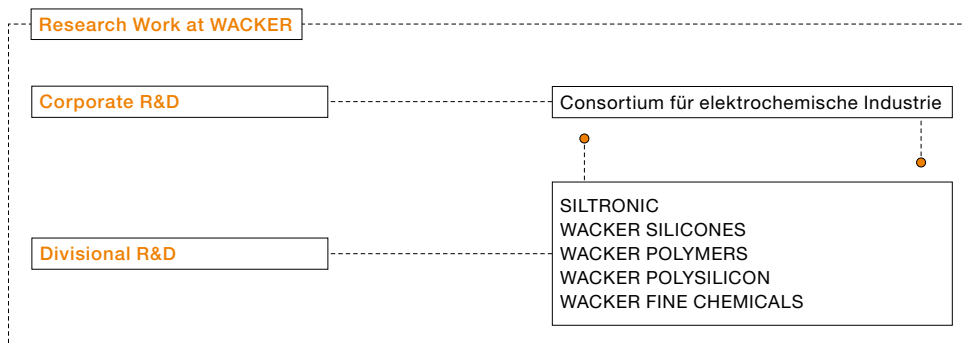 Research Work at WACKER
Corporate R&D
Consortium für elektrochemische Industrie
Divisional R&D
SILTRONIC
WACKER SILICONES
WACKER POLYMERS
WACKER POLYSILICON
WACKER FINE CHEMICALS